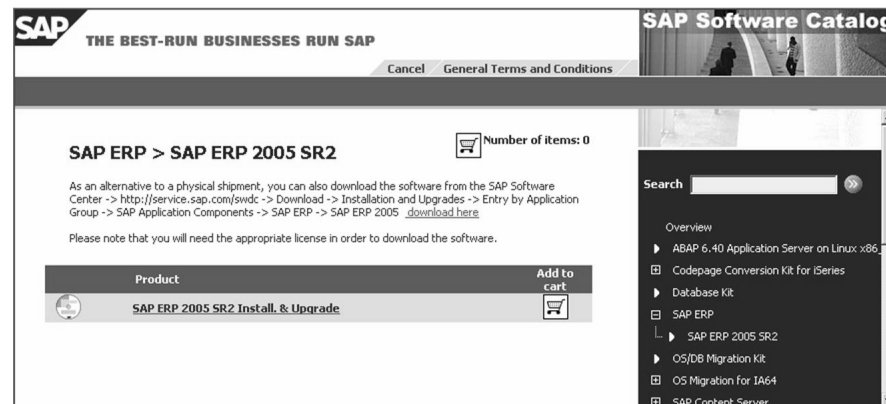 SAP
THE BEST-RUN BUSINESSES RUN SAP
SAP Software Catalog
Cancel
General Terms and Conditions
SAP ERP > SAP ERP 2005 SR2
Number of items: 0
As an alternative to a physical shipment, you can also download the software from the SAP Software
Center -> http://service.sap.com/swdc -> Download -> Installation and Upgrades -> Entry by Application
Group -> SAP Application Components -> SAP ERP -> SAP ERP 2005 download here
Please note that you will need the appropriate license in order to download the software.
Product
Add to
cart
SAP ERP 2005 SR2 Install. & Upgrade
Search
Overview
ABAP 6.40 Application Server on Linux x86_
Codepage Conversion Kit for iSeries
Database Kit
SAP ERP
SAP ERP 2005 SR2
OS/DB Migration Kit
OS Migration for IA64
SAP Content Server